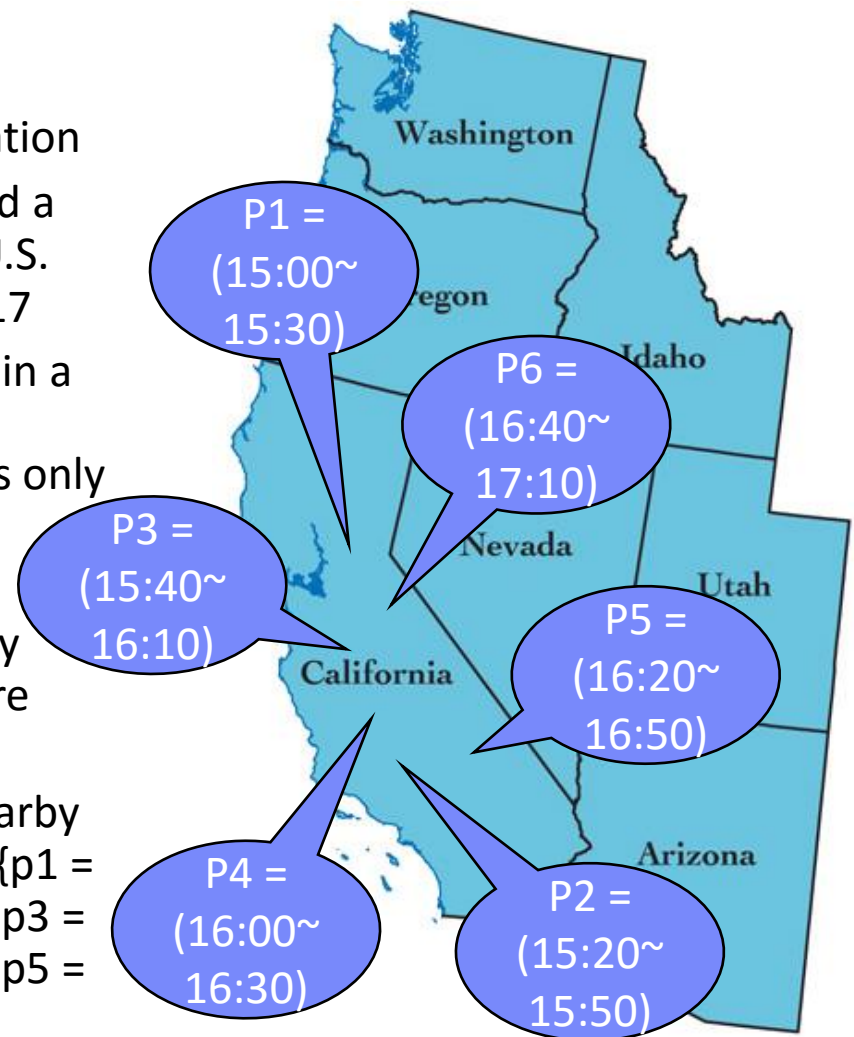 ation
d a
J.S.
17
in a
s only
y
re
arby
{p1 =
p3 =
p5 =
Washington
P1 =
(15:00~
15:30)
regon
Idaho
P6 =
(16:40~
17:10)
P3 =
(15:40~
16:10)
Nevada
Utah
P5 =
(16:20~
16:50)
California
Arizona
P4 =
(16:00~
16:30)
P2 =
(15:20~
15:50)